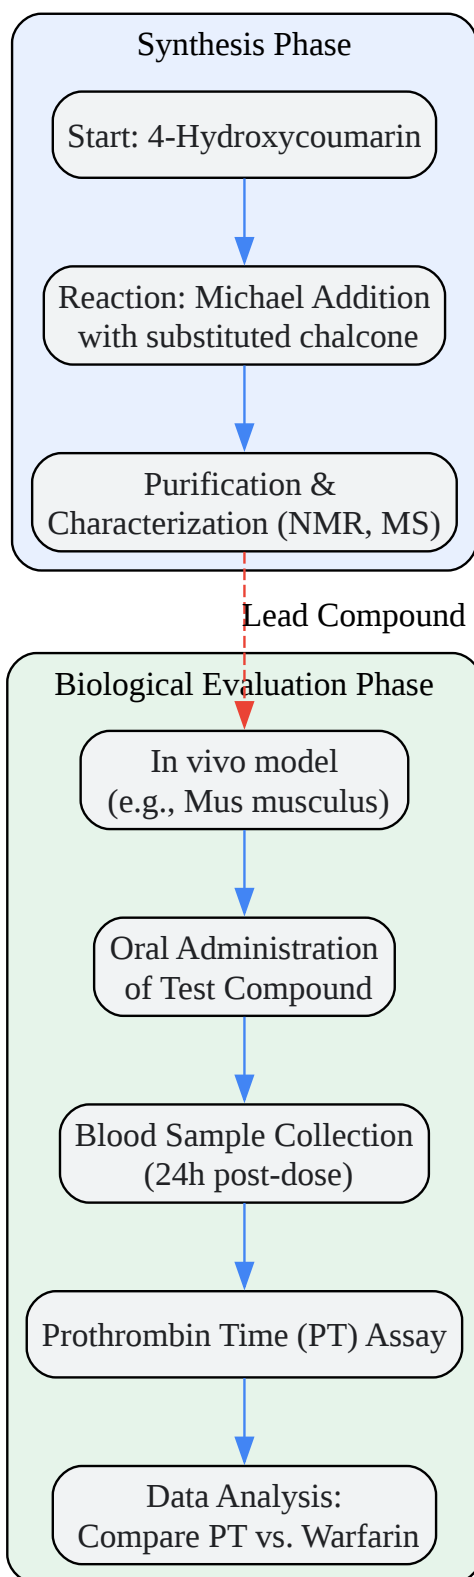 Synthesis Phase
Start: 4-Hydroxycoumarin
Reaction: Michael Addition
with substituted chalcone
Purification &
Characterization (NMR, MS)
Lead Compound
Biological Evaluation Phase
In vivo model
(e.g., Mus musculus)
Oral Administration
of Test Compound
Blood Sample Collection
(24h post-dose)
Prothrombin Time (PT) Assay
Data Analysis:
Compare PT vs. Warfarin